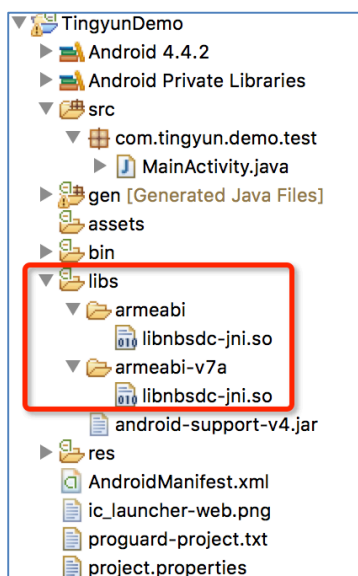 TingyunDemo
Android 4.4.2
Android Private Libraries
src
com.tingyun.demo.test
MainActivity.java
gen [Generated Java Files]
assets
bin
libs
armeabi
libnbsdc-jni.so
armeabi-v7a
libnbsdc-jni.so
android-support-v4.jar
res
AndroidManifest.xml
ic_launcher-web.png
proguard-project.txt
project.properties